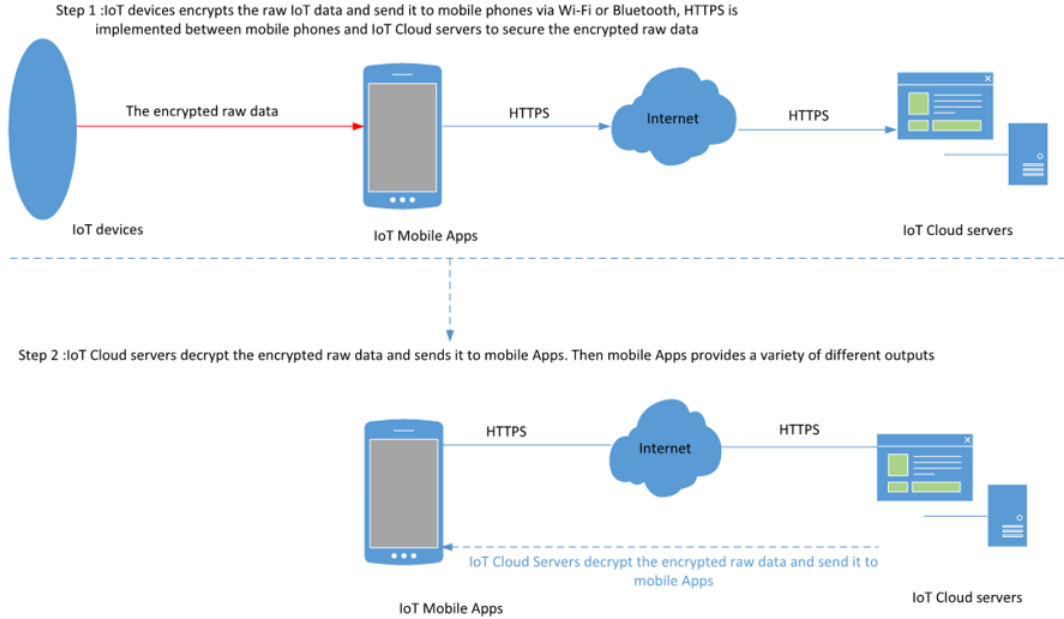 Step 1 :IoT devices encrypts the raw IoT data and send it to mobile phones via Wi-Fi or Bluetooth, HTTPS is
implemented between mobile phones and IoT Cloud servers to secure the encrypted raw data
The encrypted raw data
HTTPS
Internet
HTTPS
IoT devices
IoT Mobile Apps
IoT Cloud servers
Step 2 :IoT Cloud servers decrypt the encrypted raw data and sends it to mobile Apps. Then mobile Apps provides a variety of different outputs
HTTPS
Internet
HTTPS
IoT Cloud Servers decrypt the encrypted raw data and send it to
mobile Apps
IoT Mobile Apps
IoT Cloud servers